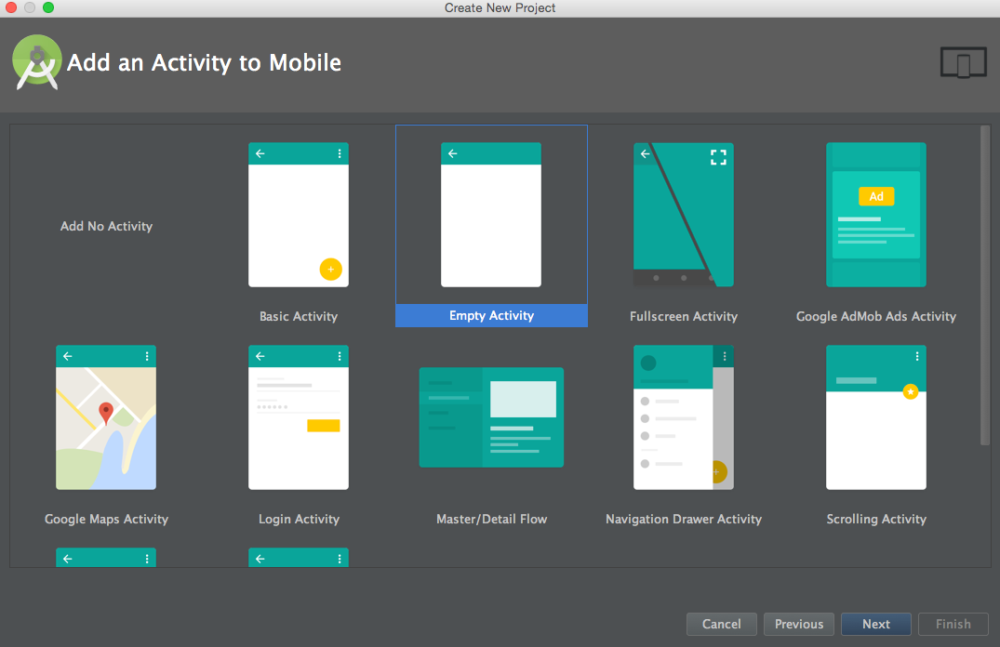 Create New Project
Add an Activity to Mobile
Add No Activity
Basic Activity
Empty Activity
Fullscreen Activity
Ad
Google AdMob Ads Activity
Google Maps Activity
Login Activity
Master/Detail Flow
Navigation Drawer Activity
Scrolling Activity
Cancel
Previous
Next
Finish